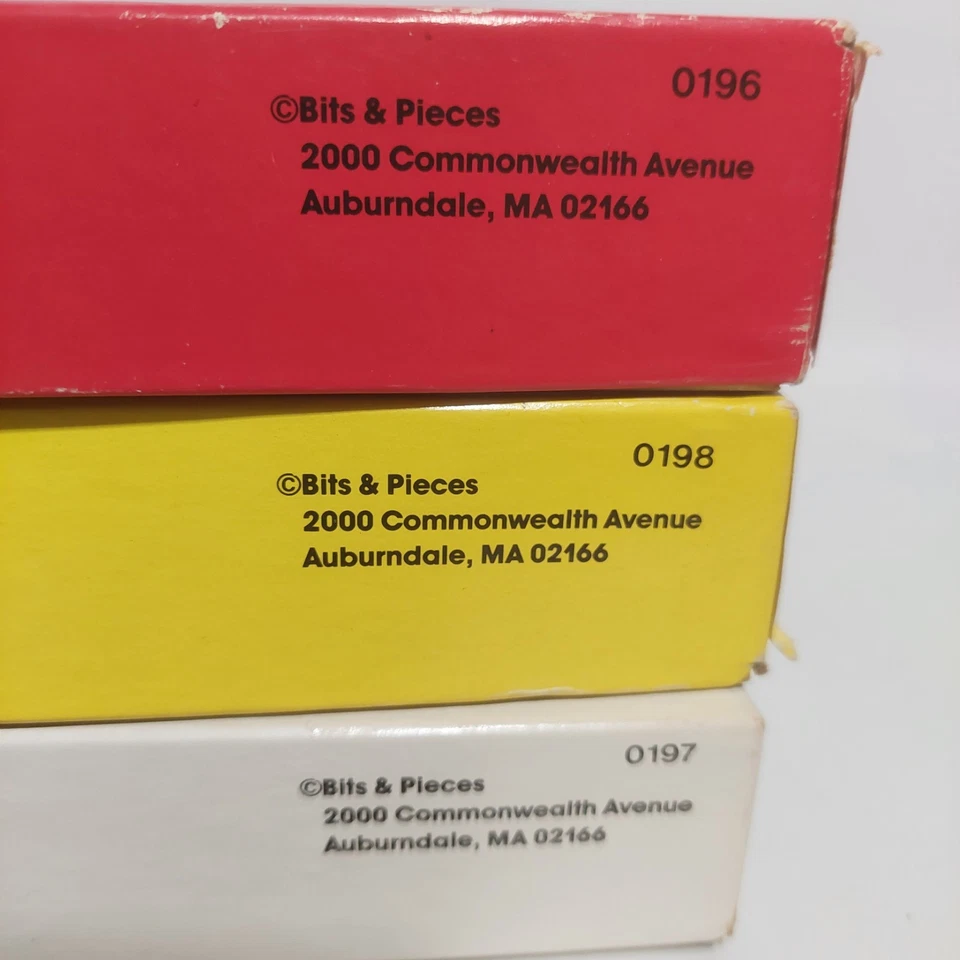 0196
©Bits & Pieces
2000 Commonwealth Avenue
Auburndale, MA 02166
0198
©Bits & Pieces
2000 Commonwealth Avenue
Auburndale, MA 02166
0197
©Bits & Pieces
2000 Commonwealth Avenue
Auburndale, MA 02166